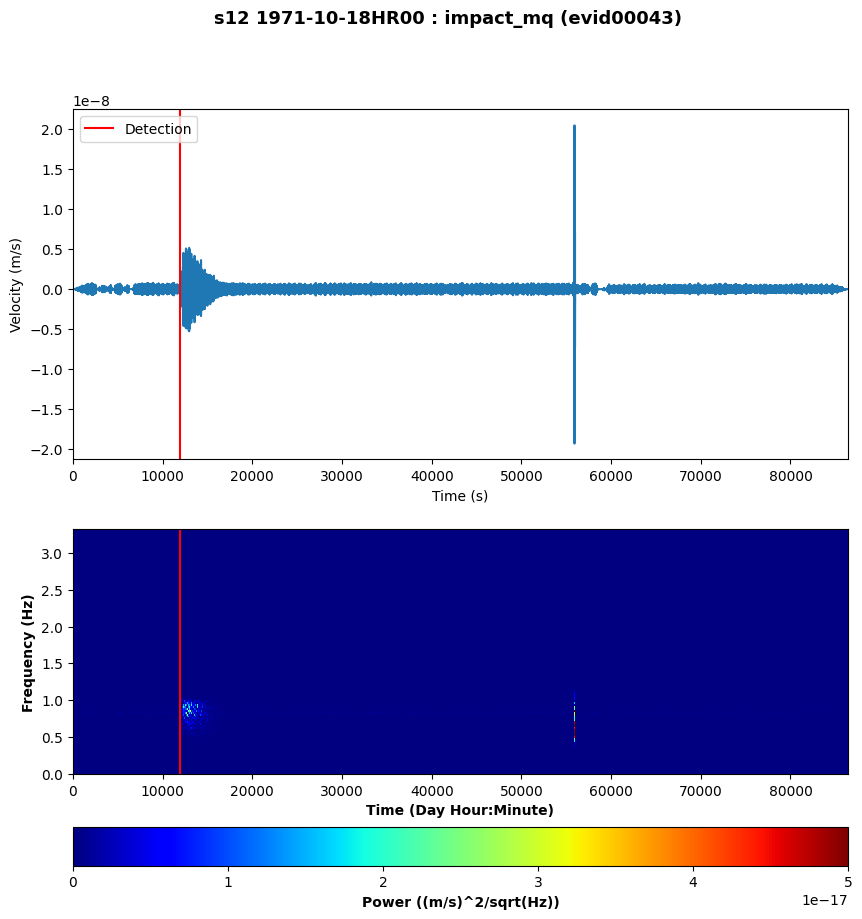 s12 1971-10-18HR00 : impact_mq (evid00043)
1e−8
Detection
2.0
1.5
1.0
0.5
0.0
−0.5
−1.0
−1.5
−2.0
Velocity (m/s)
0 10000 20000 30000 40000 50000 60000 70000 80000
Time (s)
3.0
2.5
2.0
1.5
1.0
0.5
0.0
Frequency (Hz)
0 10000 20000 30000 40000 50000 60000 70000 80000
Time (Day Hour:Minute)
0 1 2 3 4 5
1e−17
Power ((m/s)^2/sqrt(Hz))